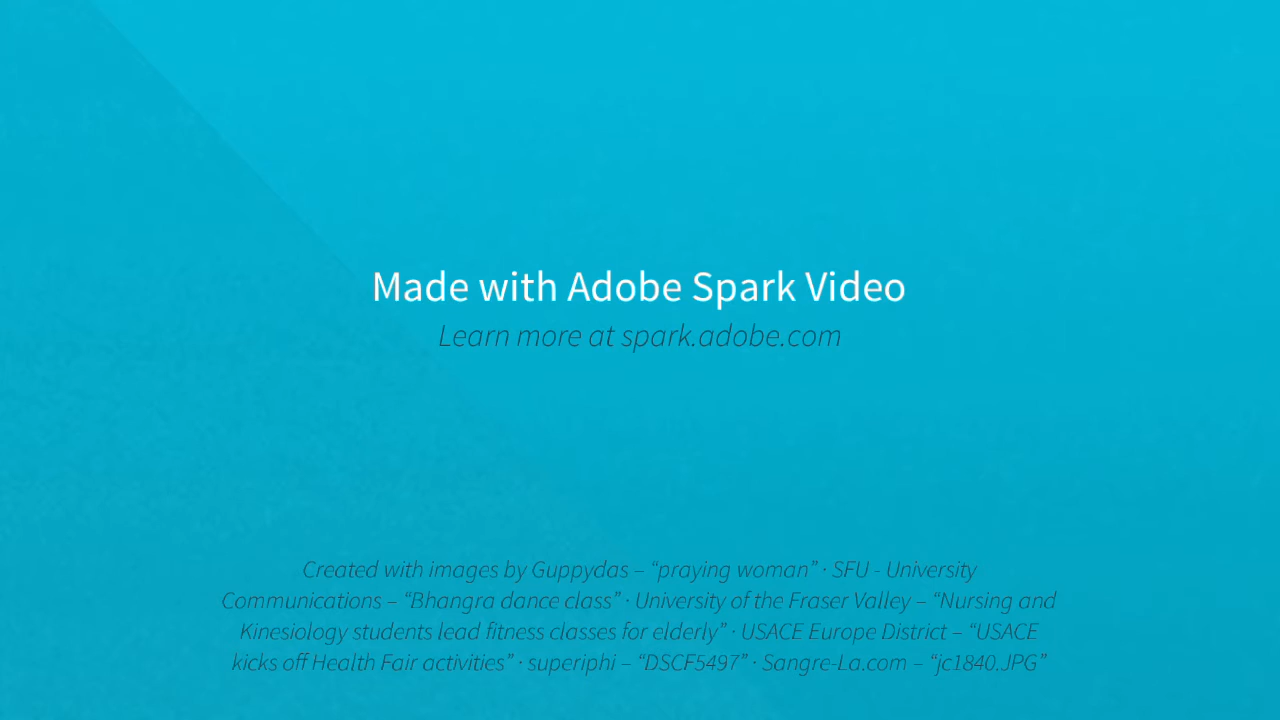 Made with Adobe Spark Video
Learn more at spark.adobe.com
Created with images by Guppydas – “praying woman” · SFU - University
Communications – “Bhangra dance class” · University of the Fraser Valley – “Nursing and
Kinesiology students lead fitness classes for elderly” · USACE Europe District – “USACE
kicks off Health Fair activities” · superiphi – “DSCF5497” · Sangre-La.com – “jc1840.JPG”